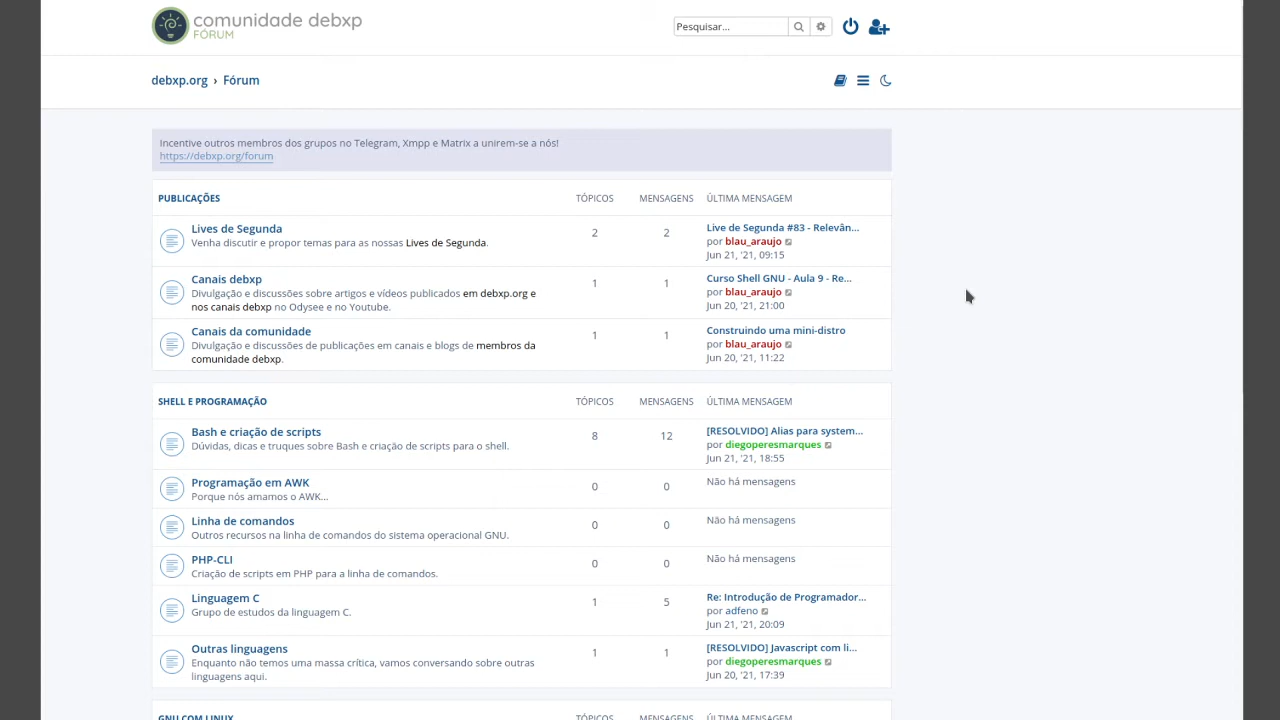 comunidade debxp
FÓRUM
Pesquisar…
debxp.org › Fórum
Incentive outros membros dos grupos no Telegram, Xmpp e Matrix a unirem-se a nós!
https://debxp.org/forum
PUBLICAÇÕES TÓPICOS MENSAGENS ÚLTIMA MENSAGEM
Lives de Segunda
Venha discutir e propor temas para as nossas Lives de Segunda.
2 2
Live de Segunda #83 - Relevân…
por blau_araujo
Jun 21, '21, 09:15
Canais debxp
Divulgação e discussões sobre artigos e vídeos publicados em debxp.org e
nos canais debxp no Odysee e no Youtube.
1 1
Curso Shell GNU - Aula 9 - Re…
por blau_araujo
Jun 20, '21, 21:00
Canais da comunidade
Divulgação e discussões de publicações em canais e blogs de membros da
comunidade debxp.
1 1
Construindo uma mini-distro
por blau_araujo
Jun 20, '21, 11:22
SHELL E PROGRAMAÇÃO TÓPICOS MENSAGENS ÚLTIMA MENSAGEM
Bash e criação de scripts
Dúvidas, dicas e truques sobre Bash e criação de scripts para o shell.
8 12
[RESOLVIDO] Alias para system…
por diegoperesmarques
Jun 21, '21, 18:55
Programação em AWK
Porque nós amamos o AWK...
0 0
Não há mensagens
Linha de comandos
Outros recursos na linha de comandos do sistema operacional GNU.
0 0
Não há mensagens
PHP-CLI
Criação de scripts em PHP para a linha de comandos.
0 0
Não há mensagens
Linguagem C
Grupo de estudos da linguagem C.
1 5
Re: Introdução de Programador…
por adfeno
Jun 21, '21, 20:09
Outras linguagens
Enquanto não temos uma massa crítica, vamos conversando sobre outras
linguagens aqui.
1 1
[RESOLVIDO] Javascript com li…
por diegoperesmarques
Jun 20, '21, 17:39
GNU COM LINUX TÓPICOS MENSAGENS ÚLTIMA MENSAGEM